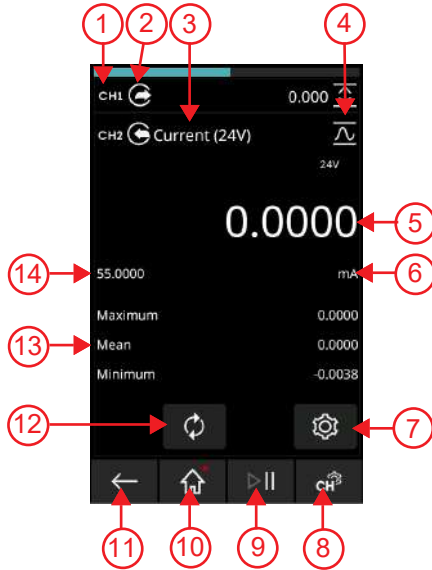 1 2 3 4
CH1 0.000
CH2 Current (24V)
24V
0.0000 5
14 55.0000 mA 6
Maximum 0.0000
13 Mean 0.0000
Minimum -0.0038
12 7
CH
11 10 9 8